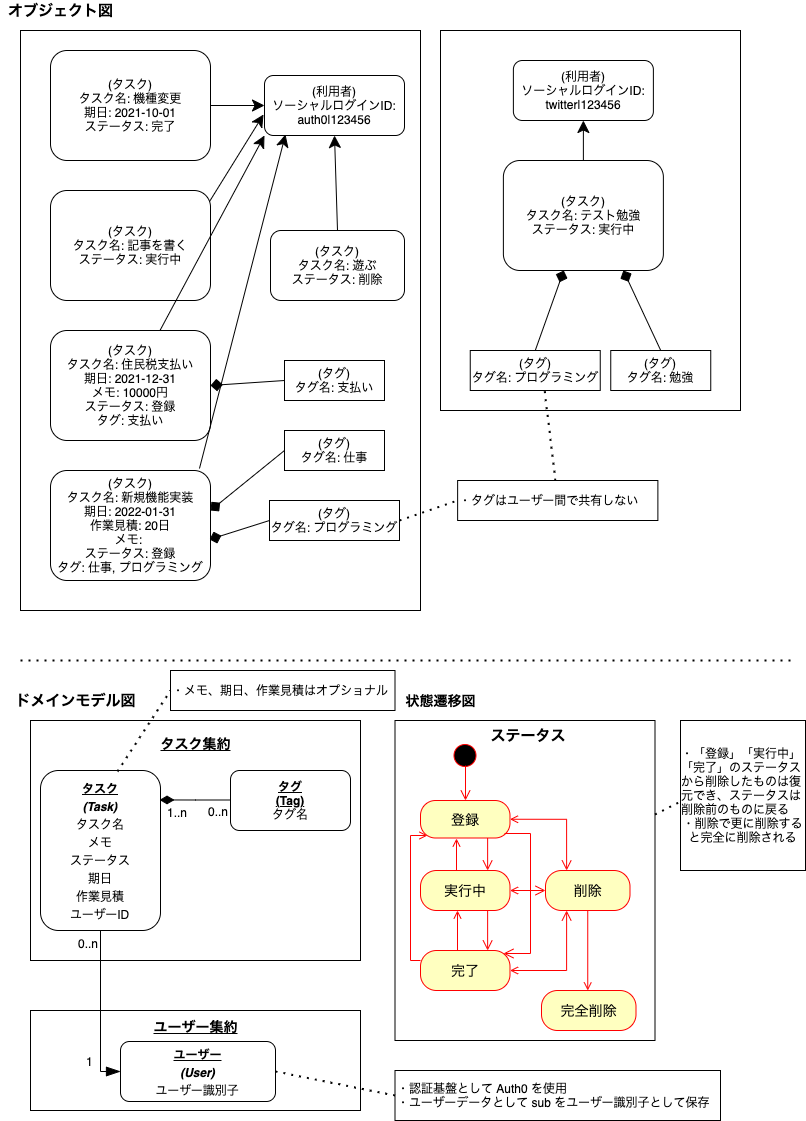 オブジェクト図
(タスク)
タスク名: 機種変更
期日: 2021-10-01
ステータス: 完了
(利用者)
ソーシャルログインID:
auth0|123456
(タスク)
タスク名: 記事を書く
ステータス: 実行中
(タスク)
タスク名: 遊ぶ
ステータス: 削除
(タスク)
タスク名: 住民税支払い
期日: 2021-12-31
メモ: 10000円
ステータス: 登録
タグ: 支払い
(タグ)
タグ名: 支払い
(タグ)
タグ名: 仕事
(タスク)
タスク名: 新規機能実装
期日: 2022-01-31
作業見積: 20日
メモ:
ステータス: 登録
タグ: 仕事, プログラミング
(タグ)
タグ名: プログラミング
(利用者)
ソーシャルログインID:
twitter|123456
(タスク)
タスク名: テスト勉強
ステータス: 実行中
(タグ)
タグ名: プログラミング
(タグ)
タグ名: 勉強
・タグはユーザー間で共有しない
ドメインモデル図
・メモ、期日、作業見積はオプショナル
タスク集約
タスク
(Task)
タスク名
メモ
ステータス
期日
作業見積
ユーザーID
1..n
0..n
タグ
(Tag)
タグ名
0..n
1
ユーザー集約
ユーザー
(User)
ユーザー識別子
・認証基盤として Auth0 を使用
・ユーザーデータとして sub をユーザー識別子として保存
状態遷移図
ステータス
登録
実行中
削除
完了
完全削除
・「登録」「実行中」
「完了」のステータス
から削除したものは復
元でき、ステータスは
削除前のものに戻る
・削除で更に削除する
と完全に削除される